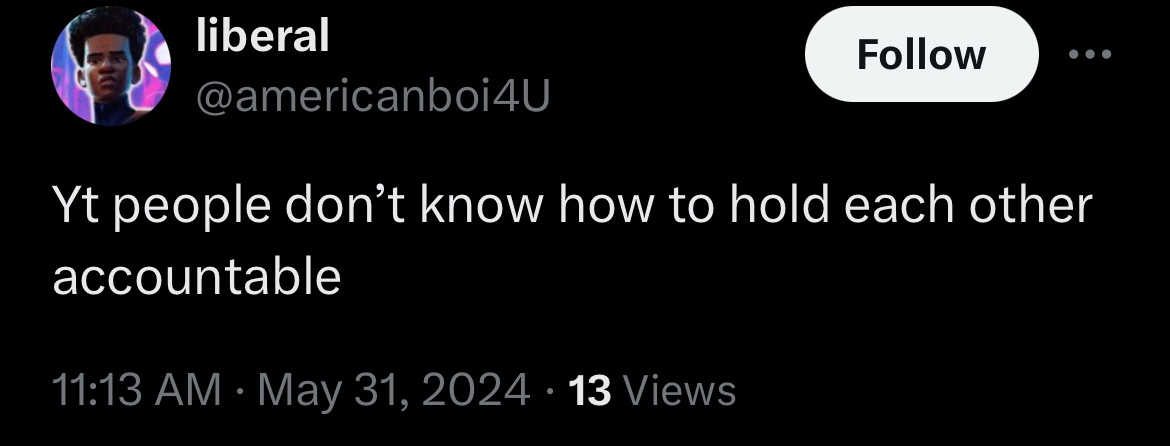 liberal
Follow
@americanboi4U
Yt people don’t know how to hold each other
accountable
11:13 AM · May 31, 2024 · 13 Views